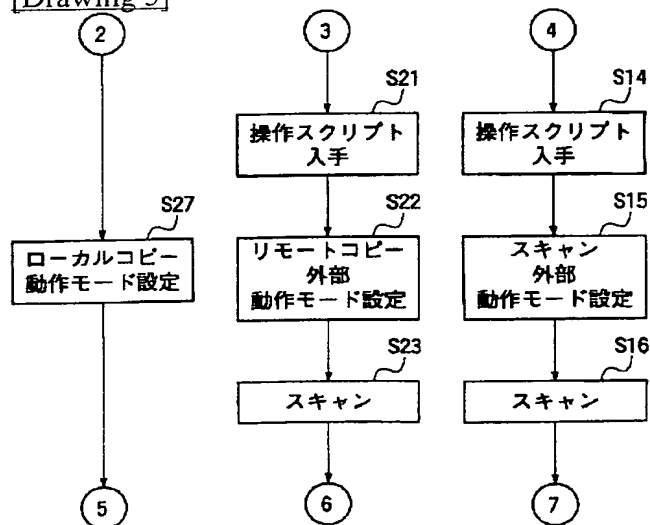 [Drawing 5]
2
S27
ローカルコピー
動作モード設定
5
3
S21
操作スクリプト
入手
S22
リモートコピー
外部
動作モード設定
S23
スキャン
6
4
S14
操作スクリプト
入手
S15
スキャン
外部
動作モード設定
S16
スキャン
7